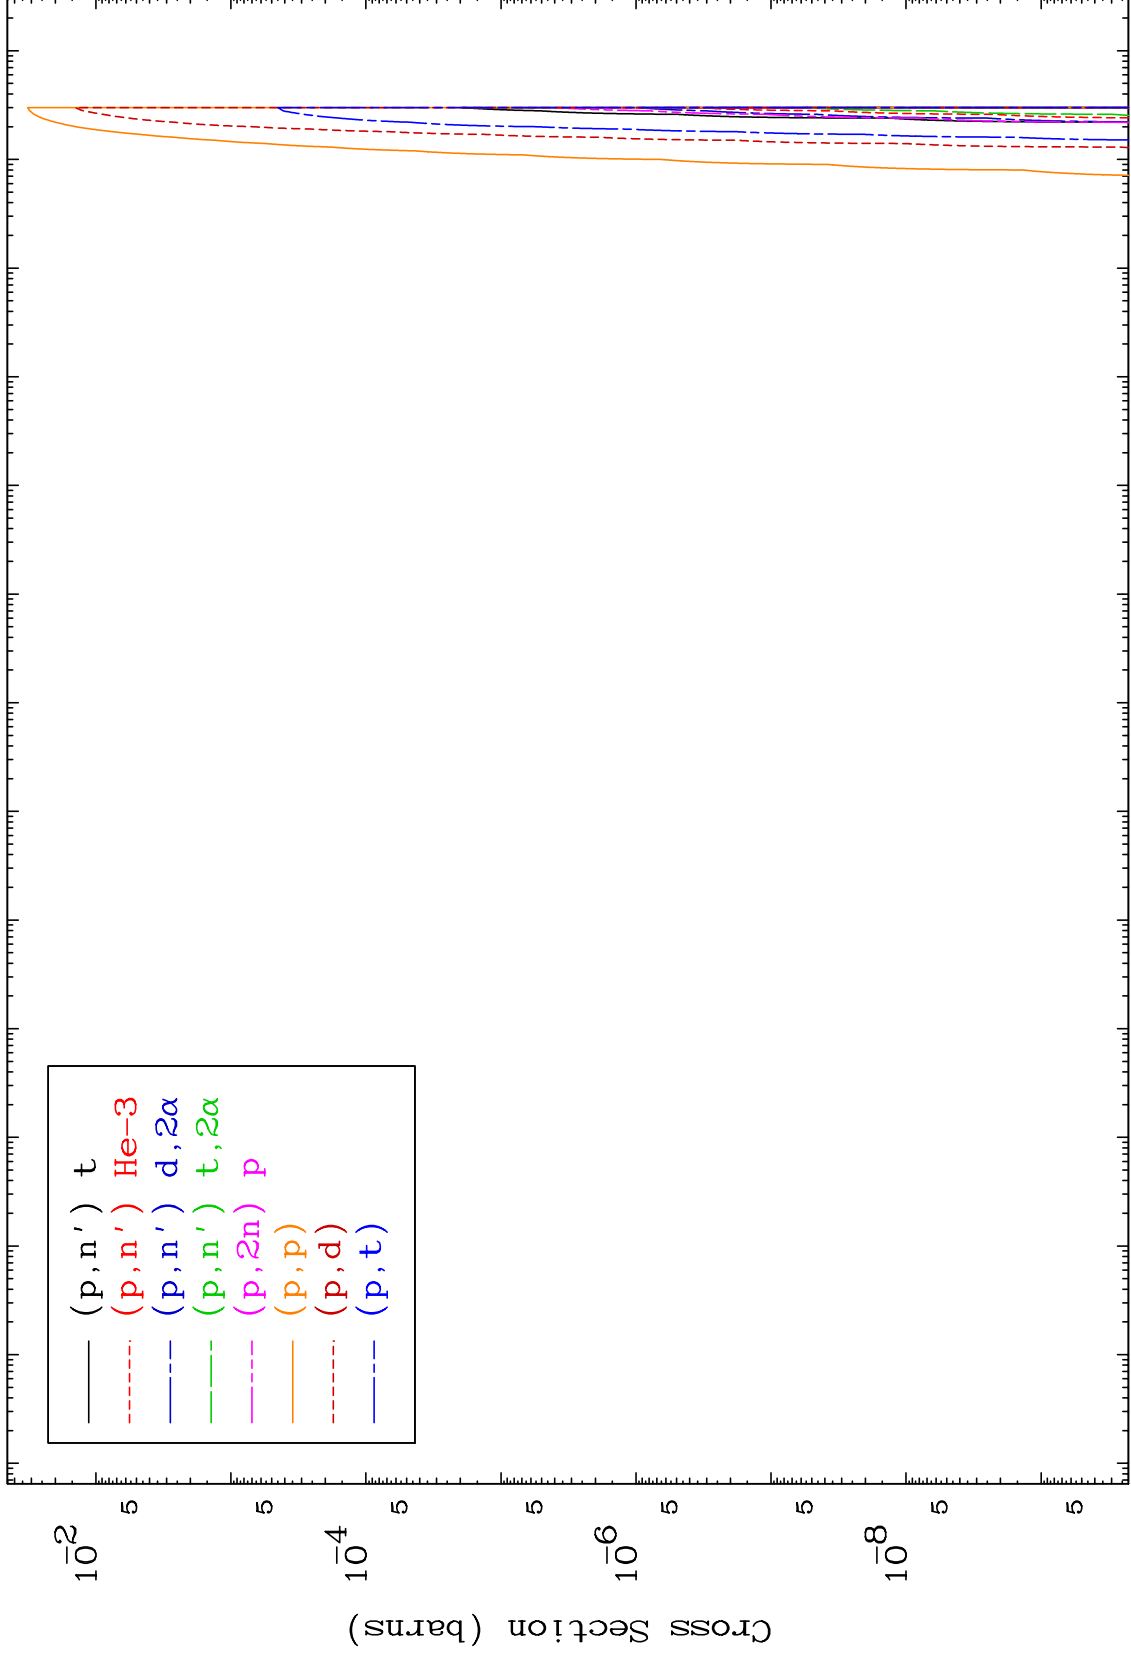 (p,n') t
(p,n') He-3
(p,n') d,2α
(p,n') t,2α
(p,2n) p
(p,p)
(p,d)
(p,t)
10⁻²
5
5
10⁻⁴
5
5
10⁻⁶
5
5
10⁻⁸
5
5
Cross Section (barns)